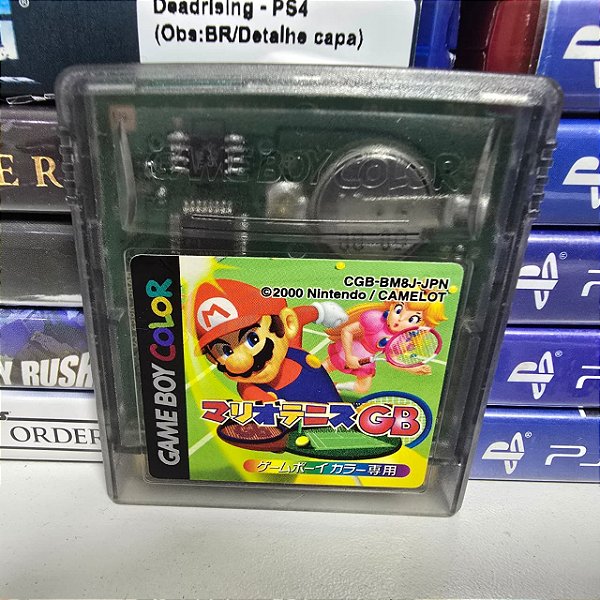 Deadrising - PS4
(Obs:BR/Detalhe capa)
GAME BOY COLOR
ER
RUSH
ORDER
CGB-BM8J-JPN
©2000 Nintendo / CAMELOT
GAME BOY COLOR
M
マリオテニスGB
ゲームボーイカラー専用